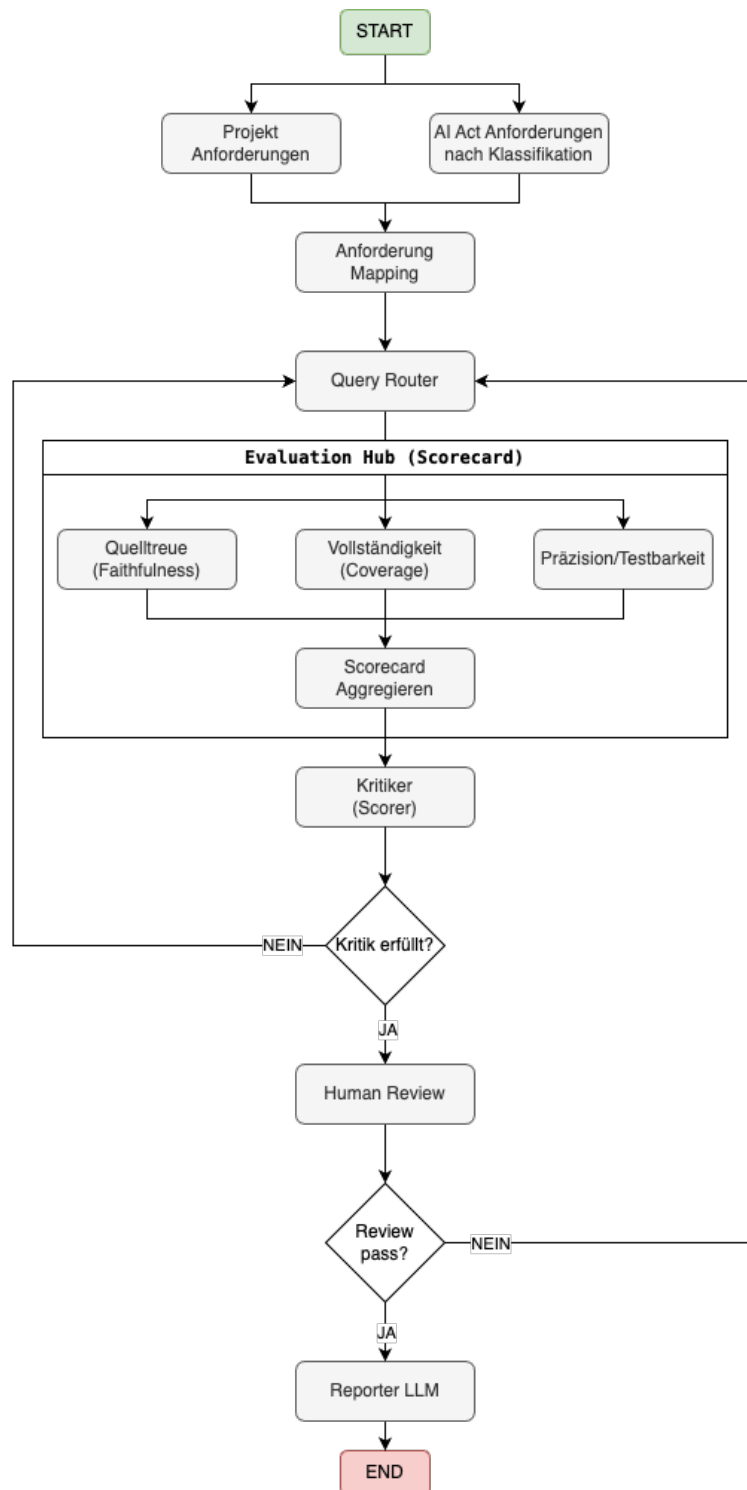 START
Projekt
Anforderungen
AI Act Anforderungen
nach Klassifikation
Anforderung
Mapping
Query Router
Evaluation Hub (Scorecard)
Quelltreue
(Faithfulness)
Vollständigkeit
(Coverage)
Präzision/Testbarkeit
Scorecard
Aggregieren
Kritiker
(Scorer)
NEIN
Kritik erfüllt?
JA
Human Review
Review
pass?
NEIN
JA
Reporter LLM
END